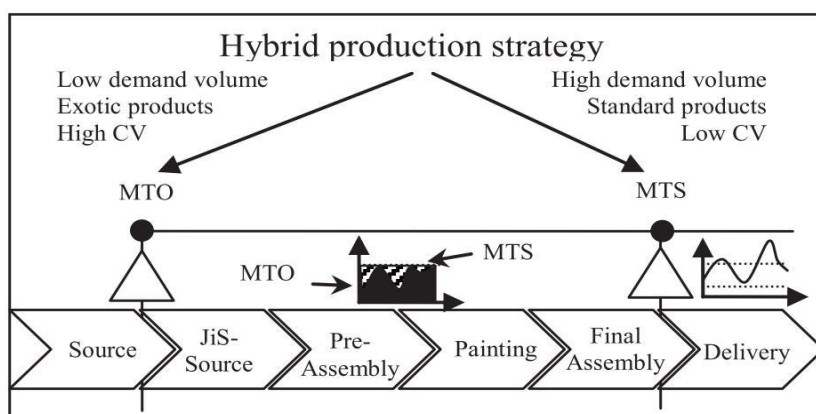 Hybrid production strategy
Low demand volume
Exotic products
High CV
High demand volume
Standard products
Low CV
MTO
MTS
MTO
MTS
Source
JiS-
Source
Pre-
Assembly
Painting
Final
Assembly
Delivery